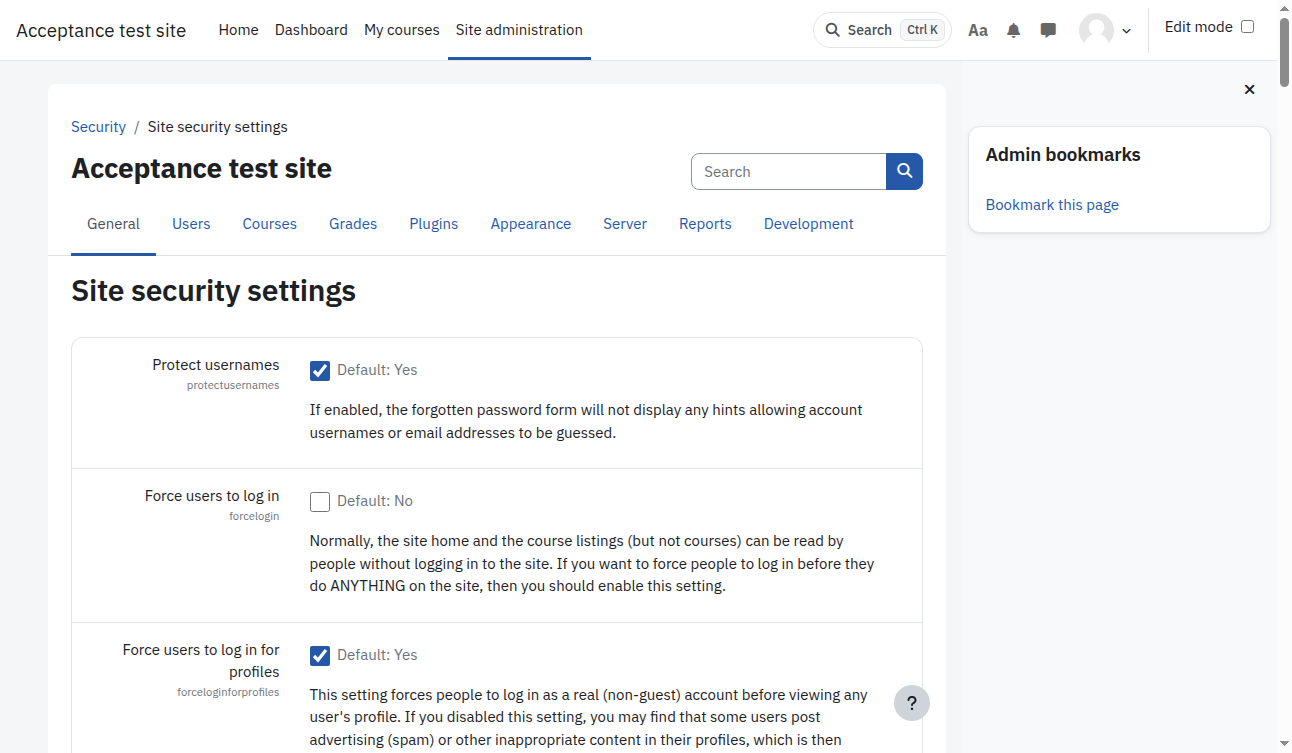 Acceptance test site
Home
Dashboard
My courses
Site administration
Search
Ctrl K
Aa
Edit mode
Security / Site security settings
Acceptance test site
Search
General
Users
Courses
Grades
Plugins
Appearance
Server
Reports
Development
Site security settings
Protect usernames
protectusernames
Default: Yes
If enabled, the forgotten password form will not display any hints allowing account
usernames or email addresses to be guessed.
Force users to log in
forcelogin
Default: No
Normally, the site home and the course listings (but not courses) can be read by
people without logging in to the site. If you want to force people to log in before they
do ANYTHING on the site, then you should enable this setting.
Force users to log in for
profiles
forceloginforprofiles
Default: Yes
This setting forces people to log in as a real (non-guest) account before viewing any
user's profile. If you disabled this setting, you may find that some users post
advertising (spam) or other inappropriate content in their profiles, which is then
?
Admin bookmarks
Bookmark this page